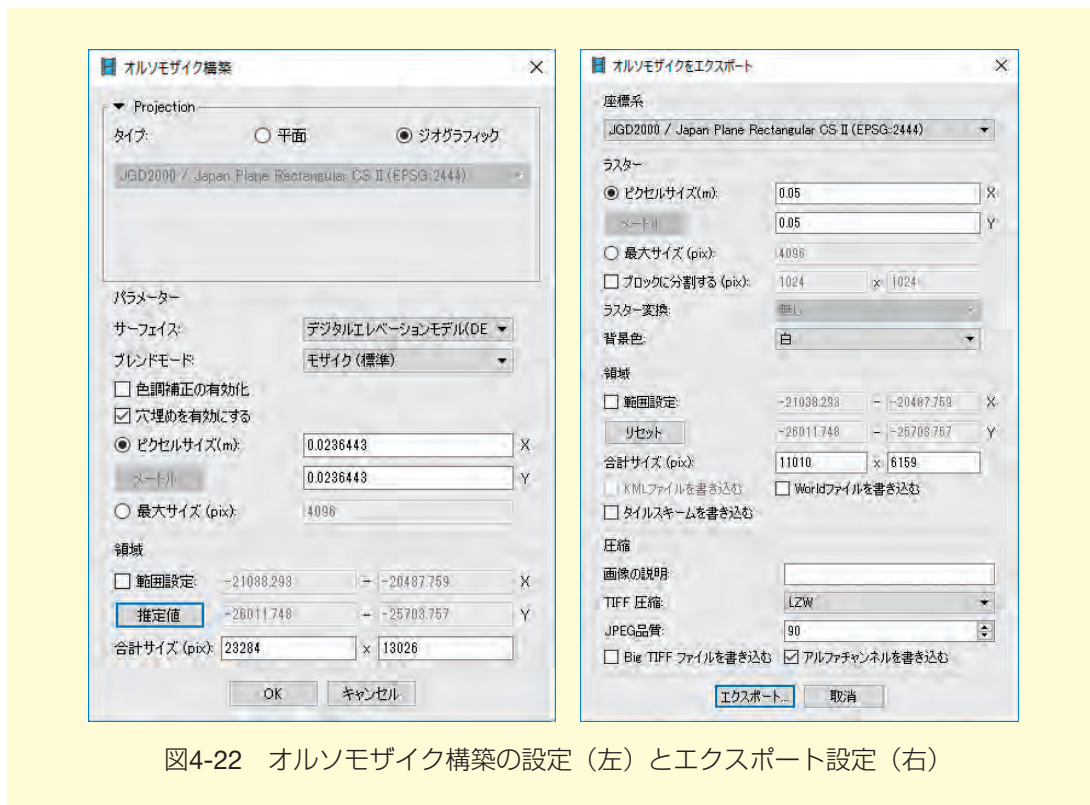 オルソモザイク構築
Projection
タイプ: 平面 ジオグラフィック
JGD2000 / Japan Plane Rectangular CS II (EPSG:2444)
パラメーター
サーフェイス: デジタルエレベーションモデル(DE
ブレンドモード: モザイク (標準)
色調補正の有効化
穴埋めを有効にする
ピクセルサイズ(m): 0.0236443 X
メートル 0.0236443 Y
最大サイズ (pix): 4096
領域
範囲設定: -21088.293 - -20487.759 X
推定値 -26011.748 - -25703.757 Y
合計サイズ (pix): 23284 x 13026
OK キャンセル
オルソモザイクをエクスポート
座標系
JGD2000 / Japan Plane Rectangular CS II (EPSG:2444)
ラスター
ピクセルサイズ(m): 0.05 X
メートル 0.05 Y
最大サイズ (pix): 4096
ブロックに分割する (pix): 1024 x 1024
ラスター変換: 無し
背景色: 白
領域
範囲設定: -21038.293 - -20487.759 X
リセット -26011.748 - -25703.757 Y
合計サイズ (pix): 11010 x 6159
KMLファイルを書き込む Worldファイルを書き込む
タイルスキームを書き込む
圧縮
画像の説明:
TIFF 圧縮: LZW
JPEG品質: 90
Big TIFF ファイルを書き込む アルファチャンネルを書き込む
エクスポート... 取消
図4-22 オルソモザイク構築の設定（左）とエクスポート設定（右）